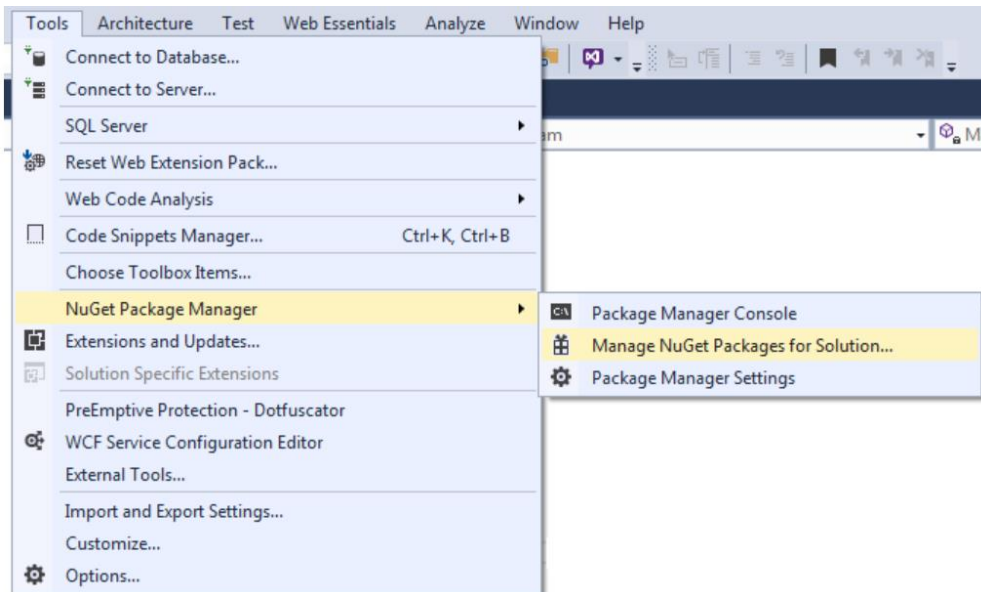 Tools Architecture Test Web Essentials Analyze Window Help
Connect to Database...
Connect to Server...
SQL Server
Reset Web Extension Pack...
Web Code Analysis
Code Snippets Manager... Ctrl+K, Ctrl+B
Choose Toolbox Items...
NuGet Package Manager
Package Manager Console
Manage NuGet Packages for Solution...
Package Manager Settings
Extensions and Updates...
Solution Specific Extensions
PreEmptive Protection - Dotfuscator
WCF Service Configuration Editor
External Tools...
Import and Export Settings...
Customize...
Options...